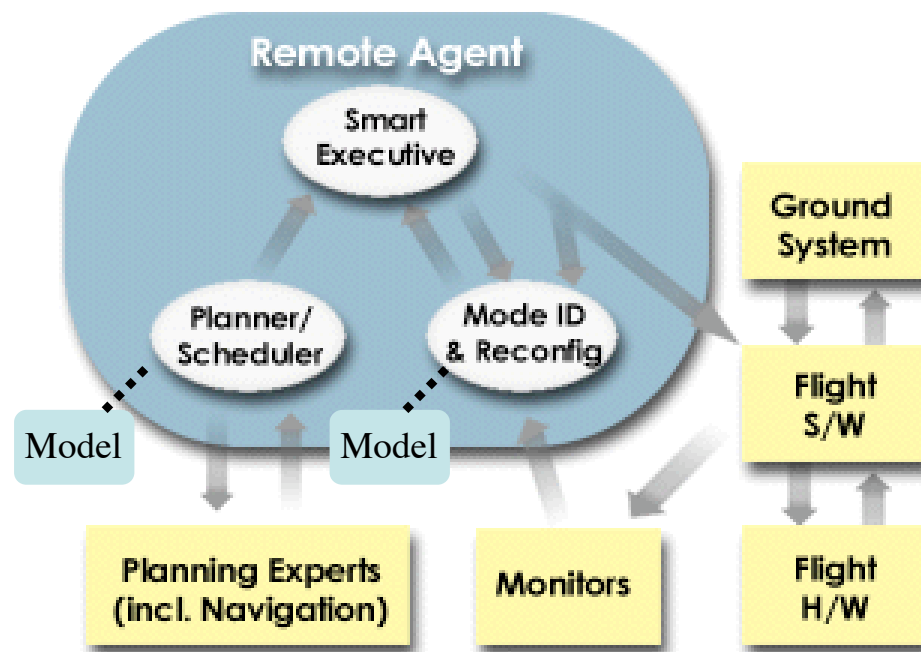 Remote Agent
Smart
Executive
Ground
System
Planner/
Scheduler
Mode ID
& Reconfig
Flight
S/W
Model
Model
Planning Experts
(incl. Navigation)
Monitors
Flight
H/W